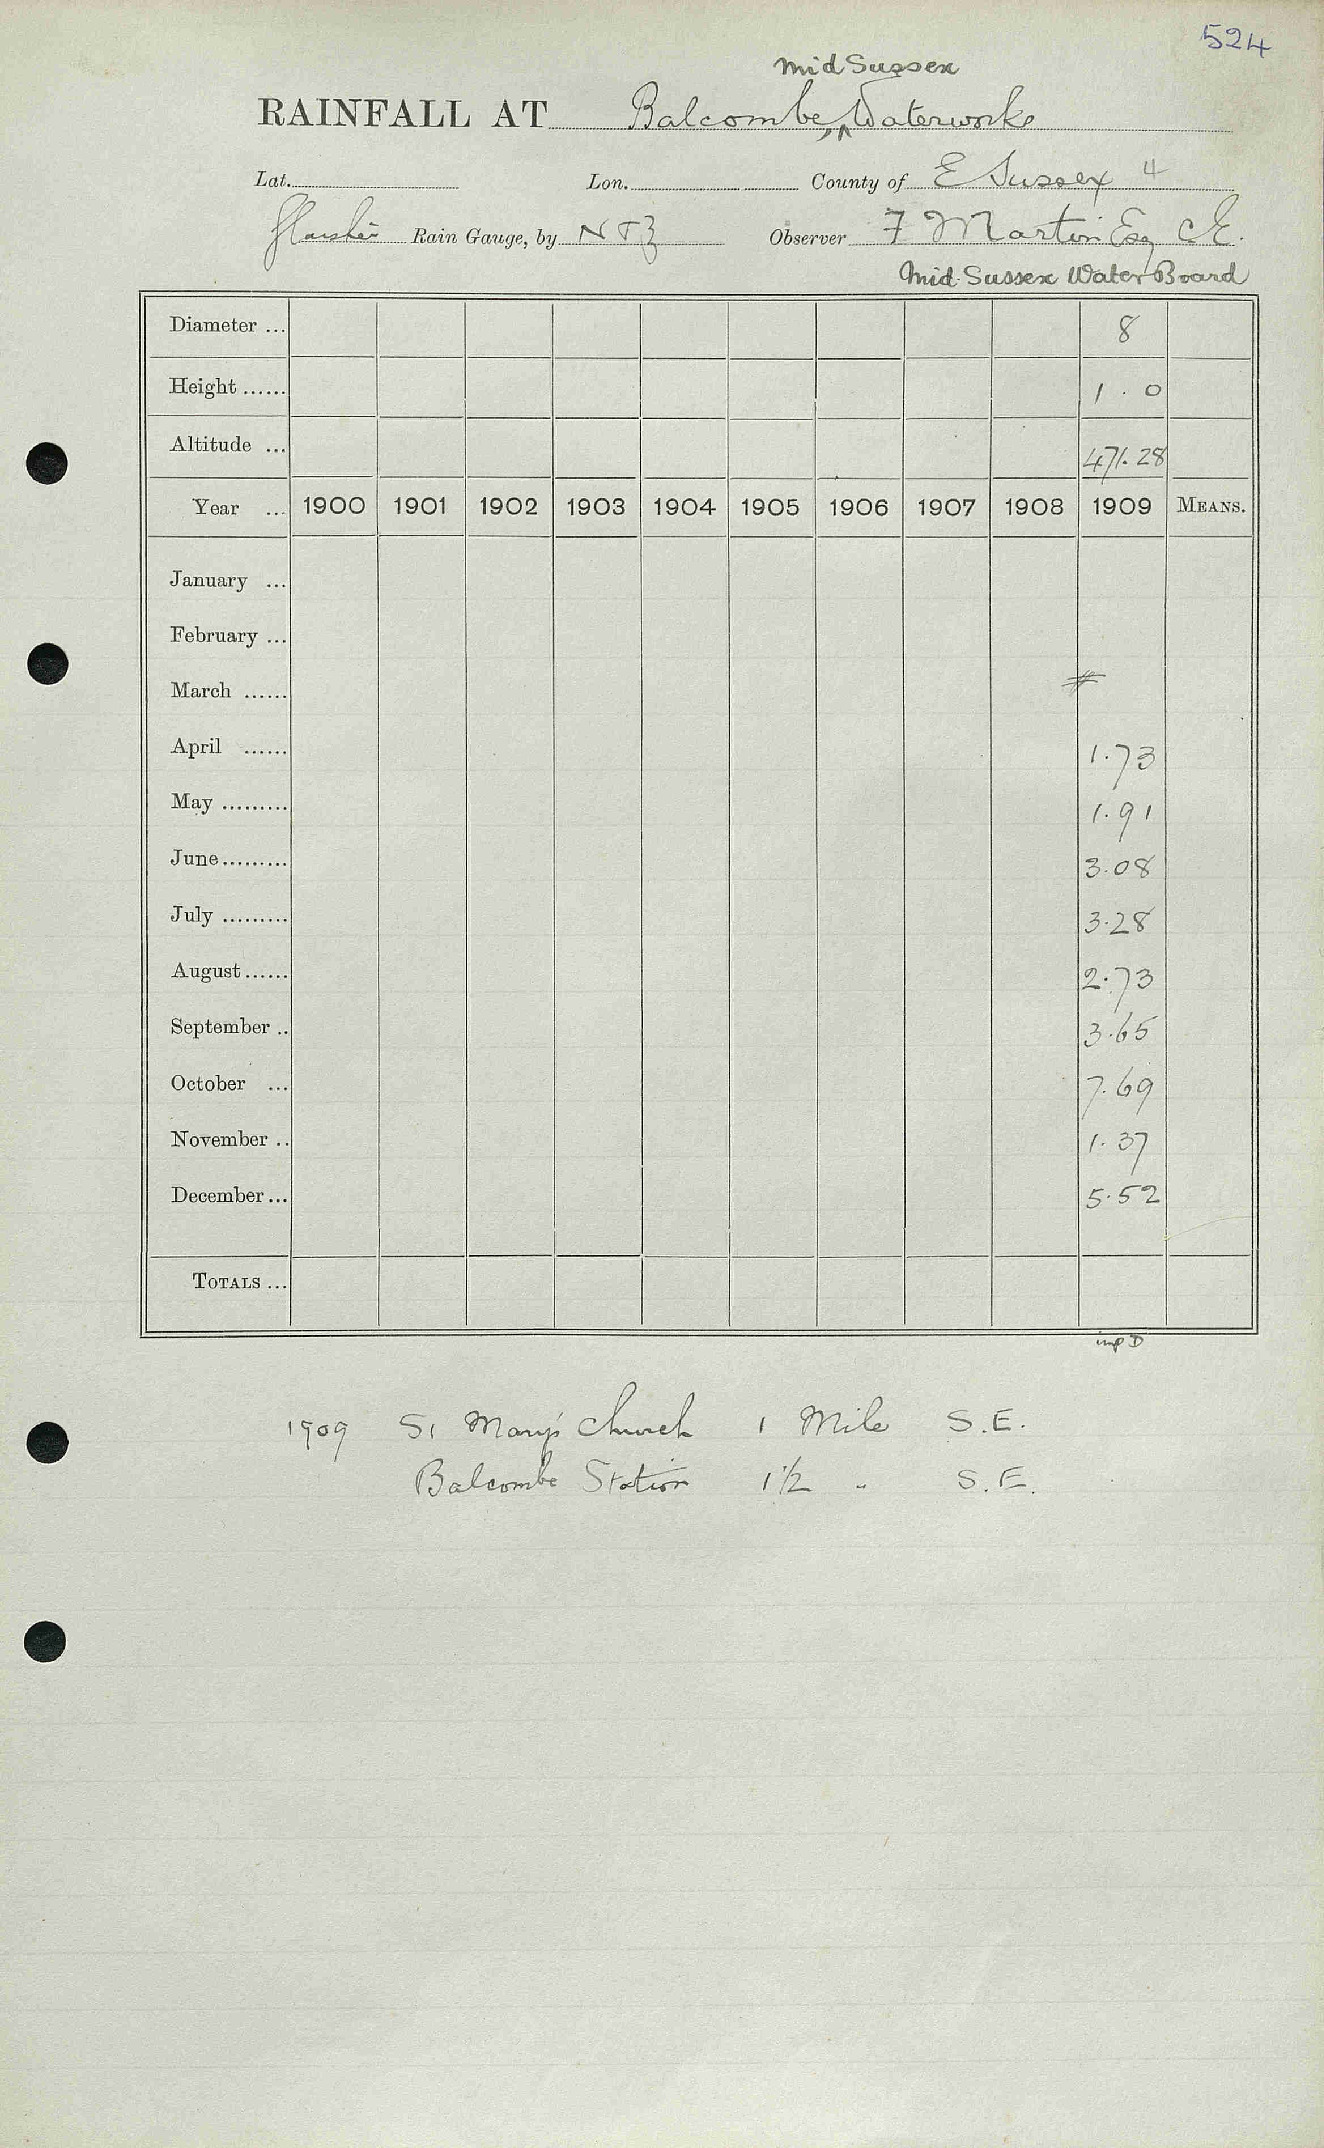 524
Mid Sussex
RAINFALL AT Balcombe, ^ Waterworks
Lat. Lon. County of E Sussex 4
Glaisher Rain Gauge, by N T Z Observer F Martin Esq C.E.
Mid Sussex Water Board
Diameter ... 8
Height ...... 1.0
Altitude ... 471.28
Year ... 1900 1901 1902 1903 1904 1905 1906 1907 1908 1909 MEANS.
January ...
February ...
March ......
April ...... 1.73
May ......... 1.91
June ......... 3.08
July ......... 3.28
August ...... 2.73
September .. 3.65
October ... 7.69
November .. 1.37
December ... 5.52
TOTALS ...
imp D
1909 St Mary's Church 1 Mile S.E.
Balcombe Station 1 1/2 " S.E.